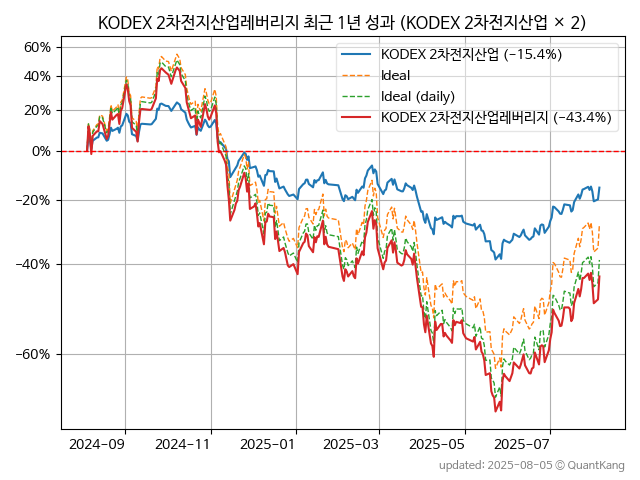 KODEX 2차전지산업레버리지 최근 1년 성과 (KODEX 2차전지산업 × 2)
60%
40%
20%
0%
−20%
−40%
−60%
KODEX 2차전지산업 (−15.4%)
Ideal
Ideal (daily)
KODEX 2차전지산업레버리지 (−43.4%)
2024-09
2024-11
2025-01
2025-03
2025-05
2025-07
updated: 2025-08-05 © QuantKang